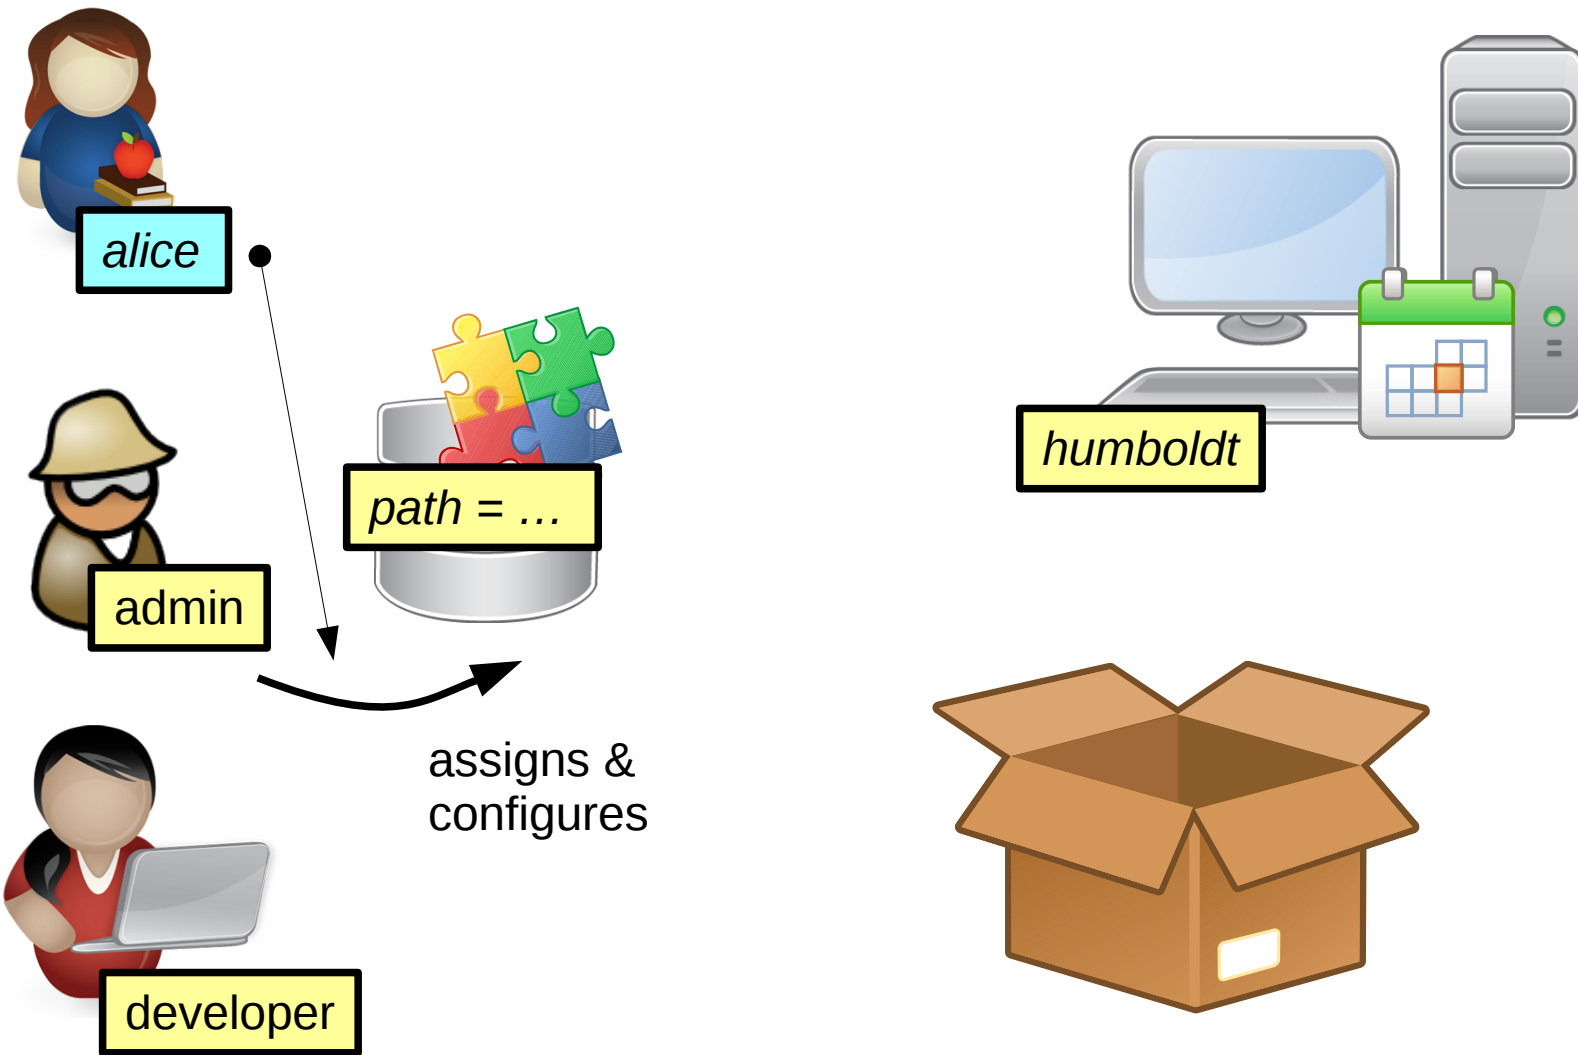 alice
humboldt
path = …
admin
assigns &
configures
developer